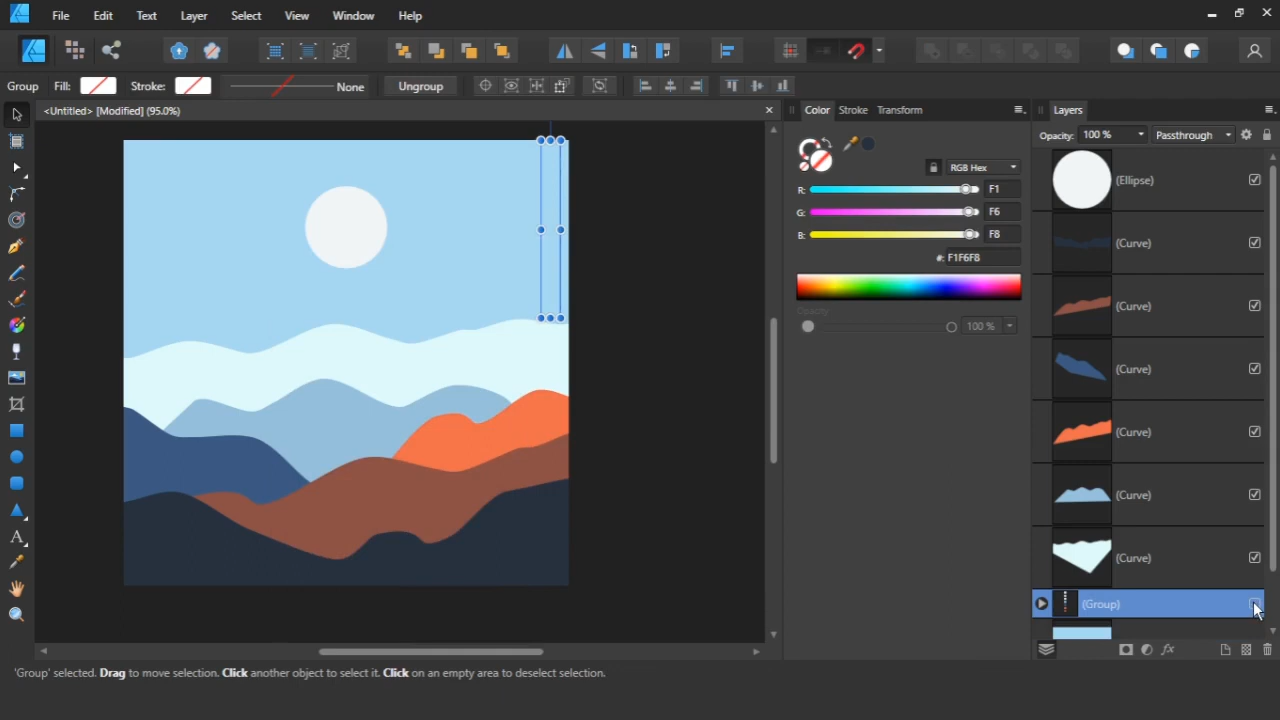 File Edit Text Layer Select View Window Help
Group Fill: Stroke: None Ungroup
<Untitled> [Modified] (95.0%)
Color Stroke Transform
Layers
Opacity: 100 % Passthrough
RGB Hex
R: F1
G: F6
B: F8
#: F1F6F8
Opacity
100 %
(Ellipse)
(Curve)
(Curve)
(Curve)
(Curve)
(Curve)
(Curve)
(Group)
A
fx
'Group' selected. Drag to move selection. Click another object to select it. Click on an empty area to deselect selection.